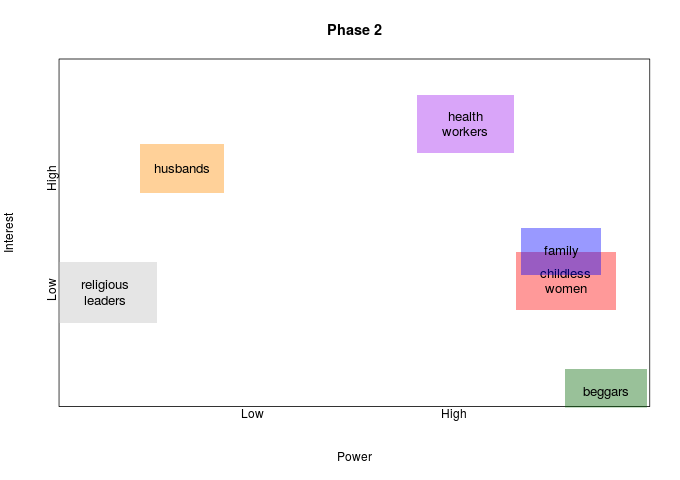 Phase 2
health
workers
husbands
High
Interest
family
childless
women
religious
leaders
Low
beggars
Low
High
Power